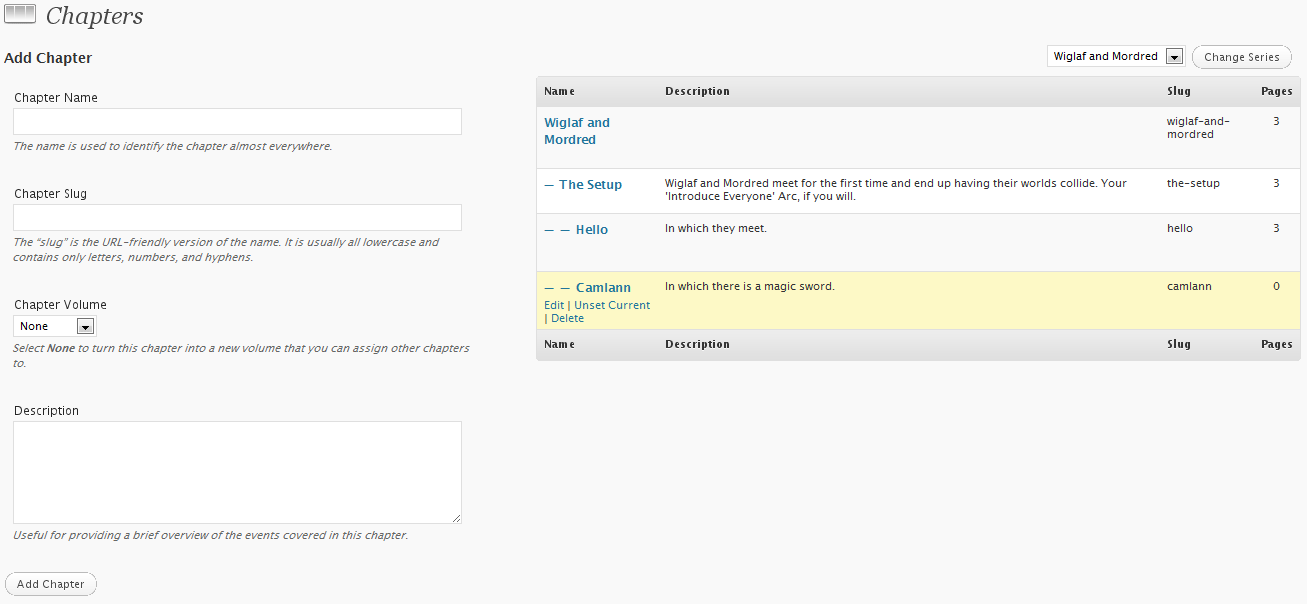 Chapters
Add Chapter
Chapter Name
The name is used to identify the chapter almost everywhere.
Chapter Slug
The "slug" is the URL-friendly version of the name. It is usually all lowercase and
contains only letters, numbers, and hyphens.
Chapter Volume
None
Select None to turn this chapter into a new volume that you can assign other chapters
to.
Description
Useful for providing a brief overview of the events covered in this chapter.
Add Chapter
Wiglaf and Mordred Change Series
Name Description Slug Pages
Wiglaf and wiglaf-and- 3
Mordred mordred
— The Setup Wiglaf and Mordred meet for the first time and end up having their worlds collide. Your the-setup 3
'Introduce Everyone' Arc, if you will.
— — Hello In which they meet. hello 3
— — Camlann In which there is a magic sword. camlann 0
Edit | Unset Current
| Delete
Name Description Slug Pages